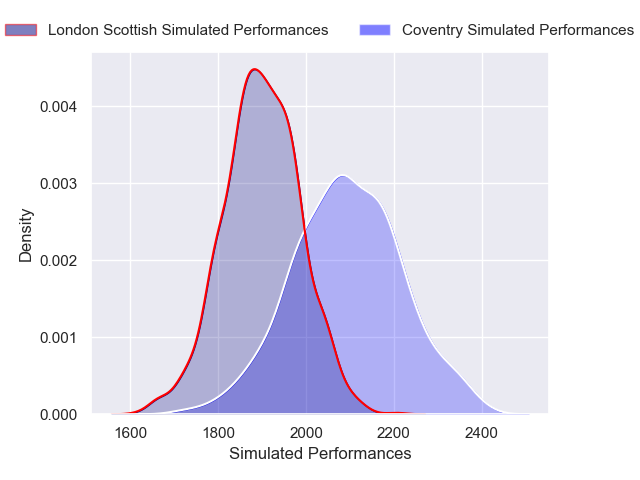 London Scottish Simulated Performances
Coventry Simulated Performances
0.004
0.003
0.002
0.001
0.000
Density
1600 1800 2000 2200 2400
Simulated Performances